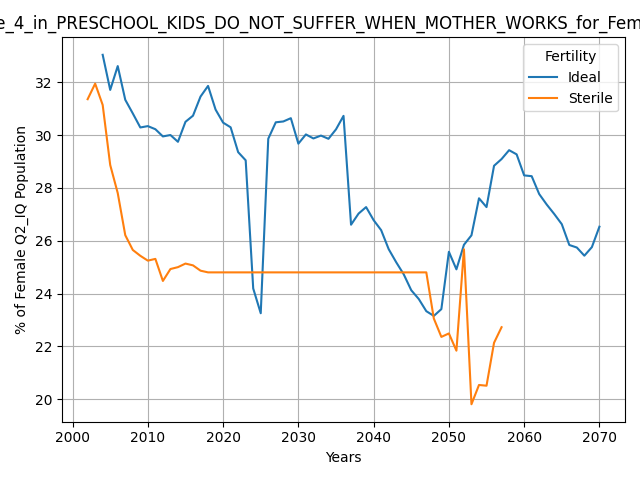 e_4_in_PRESCHOOL_KIDS_DO_NOT_SUFFER_WHEN_MOTHER_WORKS_for_Fem
Fertility
Ideal
Sterile
% of Female Q2_IQ Population
32
30
28
26
24
22
20
2000
2010
2020
2030
2040
2050
2060
2070
Years